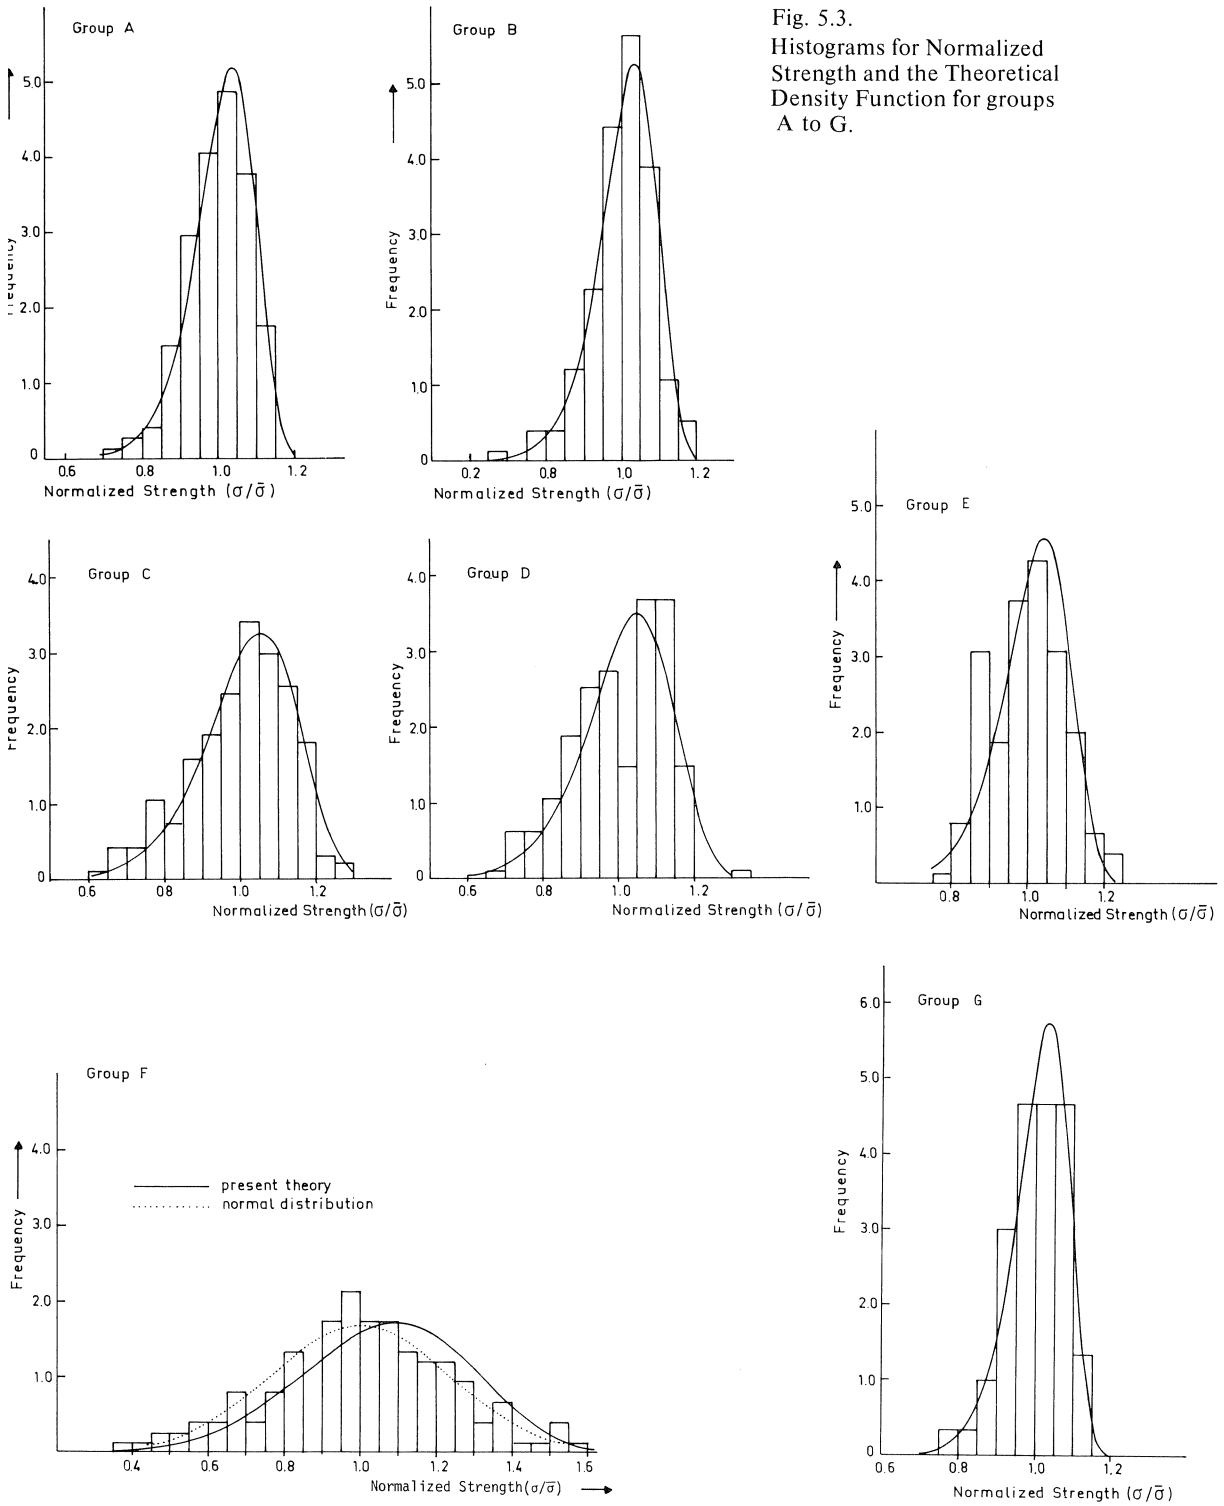 Fig. 5.3.
Histograms for Normalized
Strength and the Theoretical
Density Function for groups
A to G.
Group A
5.0
4.0
3.0
2.0
1.0
0
0.6 0.8 1.0 1.2
Normalized Strength (σ/σ̄)
Group B
Frequency
5.0
4.0
3.0
2.0
1.0
0
0.2 0.8 1.0 1.2
Normalized Strength (σ/σ̄)
Group C
Frequency
4.0
3.0
2.0
1.0
0
0.6 0.8 1.0 1.2
Normalized Strength (σ/σ̄)
Group D
Frequency
4.0
3.0
2.0
1.0
0
0.6 0.8 1.0 1.2
Normalized Strength (σ/σ̄)
Group E
Frequency
5.0
4.0
3.0
2.0
1.0
0.8 1.0 1.2
Normalized Strength (σ/σ̄)
Group F
Frequency
4.0
3.0
2.0
1.0
present theory
normal distribution
0.4 0.6 0.8 1.0 1.2 1.4 1.6
Normalized Strength (σ/σ̄)
Group G
Frequency
6.0
5.0
4.0
3.0
2.0
1.0
0
0.6 0.8 1.0 1.2
Normalized Strength (σ/σ̄)